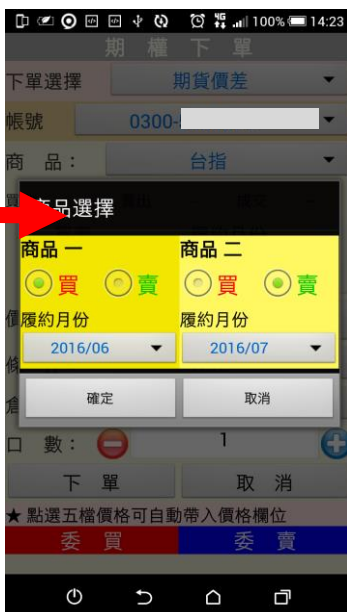 4G 100% 14:23
期 權 下 單
下單選擇 期貨價差
帳號 0300-
商 品： 台指
商品選擇
商品 一 商品 二
買 賣 買 賣
履約月份 履約月份
2016/06 2016/07
確定 取消
口 數： 1
下 單 取 消
★ 點選五檔價格可自動帶入價格欄位
委 買 委 賣